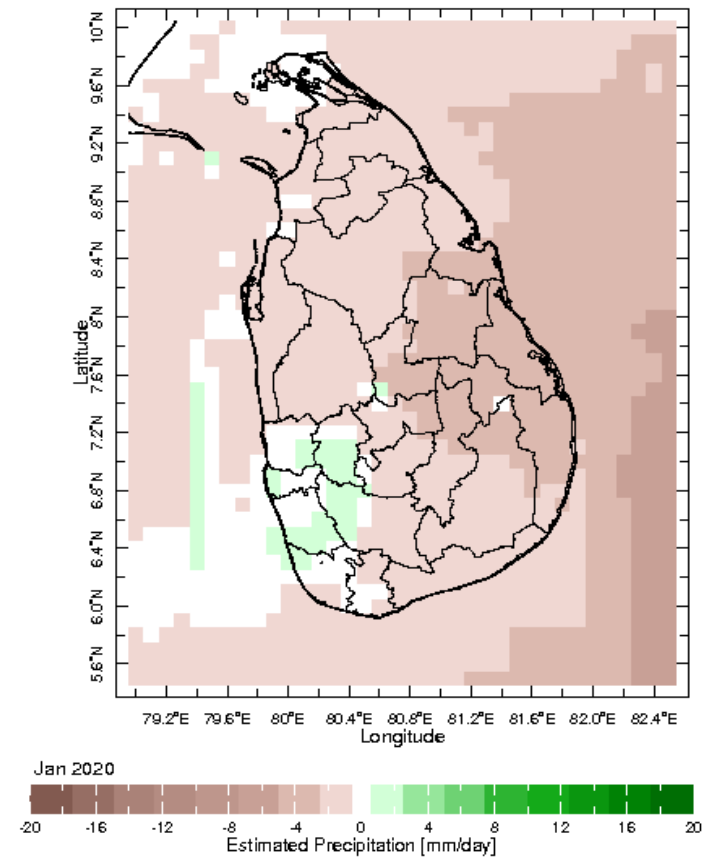 10°N
9.6°N
9.2°N
8.8°N
8.4°N
8°N
7.6°N
7.2°N
6.8°N
6.4°N
6.0°N
5.6°N
Latitude
79.2°E 79.6°E 80°E 80.4°E 80.8°E 81.2°E 81.6°E 82.0°E 82.4°E
Longitude
Jan 2020
-20 -16 -12 -8 -4 0 4 8 12 16 20
Estimated Precipitation [mm/day]